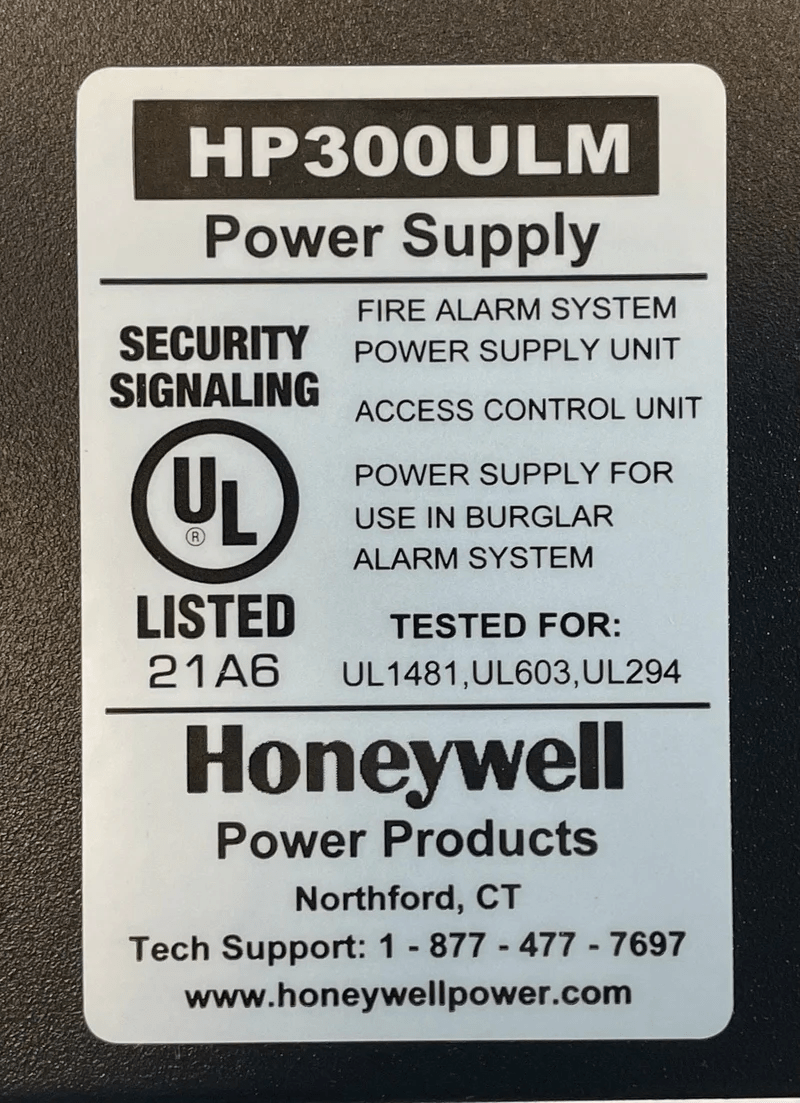 HP300ULM
Power Supply
SECURITY
SIGNALING
UL
®
LISTED
21A6
FIRE ALARM SYSTEM
POWER SUPPLY UNIT
ACCESS CONTROL UNIT
POWER SUPPLY FOR
USE IN BURGLAR
ALARM SYSTEM
TESTED FOR:
UL1481,UL603,UL294
Honeywell
Power Products
Northford, CT
Tech Support: 1 - 877 - 477 - 7697
www.honeywellpower.com